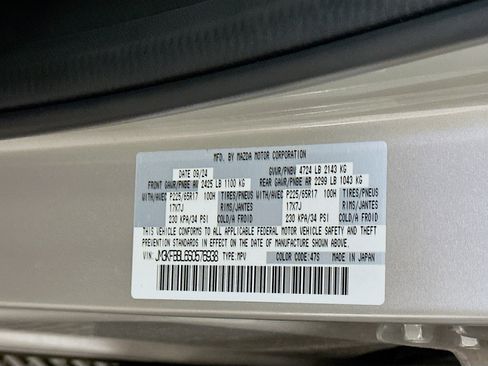 MFD. BY MAZDA MOTOR CORPORATION
DATE 09/24 GVWR/PNBV 4724 LB 2143 KG
FRONT GAWR/PNBE AV 2425 LB 1100 KG REAR GAWR/PNBE AR 2299 LB 1043 KG
WITH/AVEC P225/65R17 100H TIRES/PNEUS WITH/AVEC P225/65R17 100H TIRES/PNEUS
17X7J RIMS/JANTES 17X7J RIMS/JANTES
230 KPA/34 PSI COLD/A FROID 230 KPA/34 PSI COLD/A FROID
THIS VEHICLE CONFORMS TO ALL APPLICABLE FEDERAL MOTOR VEHICLE SAFETY AND THEFT
PREVENTION STANDARDS IN EFFECT ON THE DATE OF MANUFACTURE SHOWN ABOVE.
VIN: TYPE: MPV COLOR CODE: 47S MADE IN JAPAN